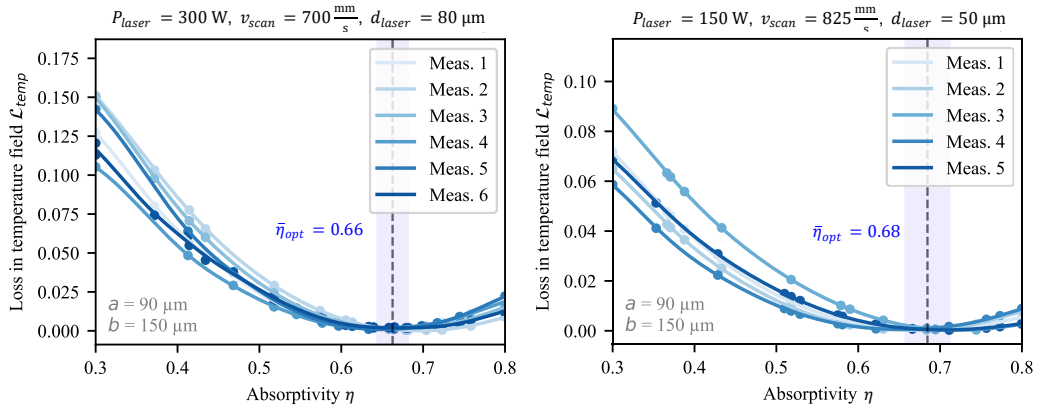 P_laser = 300 W, v_scan = 700 mm/s, d_laser = 80 µm
Loss in temperature field ℒ_temp
0.175
0.150
0.125
0.100
0.075
0.050
0.025
0.000
Meas. 1
Meas. 2
Meas. 3
Meas. 4
Meas. 5
Meas. 6
η̄_opt = 0.66
a = 90 µm
b = 150 µm
0.3 0.4 0.5 0.6 0.7 0.8
Absorptivity η
P_laser = 150 W, v_scan = 825 mm/s, d_laser = 50 µm
Loss in temperature field ℒ_temp
0.10
0.08
0.06
0.04
0.02
0.00
Meas. 1
Meas. 2
Meas. 3
Meas. 4
Meas. 5
η̄_opt = 0.68
a = 90 µm
b = 150 µm
0.3 0.4 0.5 0.6 0.7 0.8
Absorptivity η